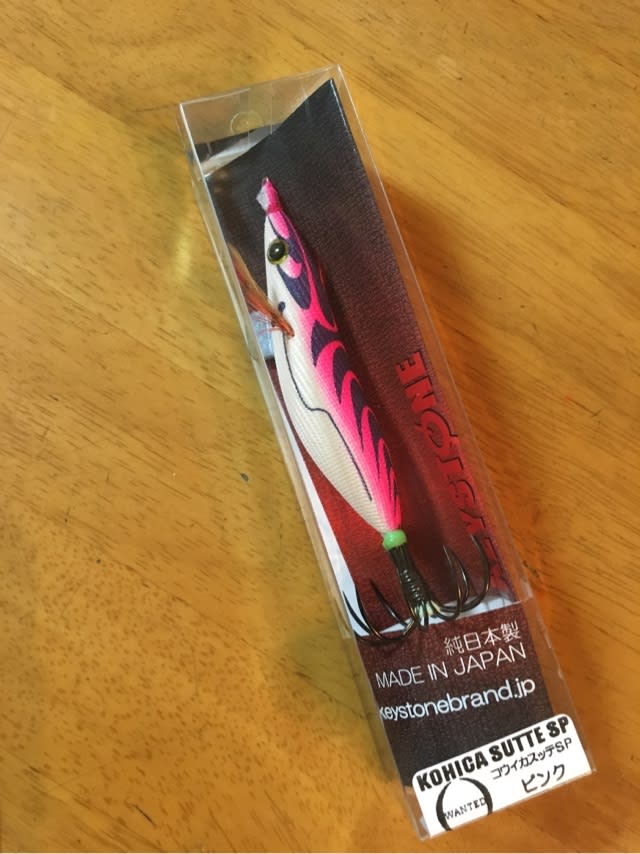 KEYSTONE
純日本製
MADE IN JAPAN
keystonebrand.jp
KOHICA SUTTE SP
コウイカスッテSP
ピンク
WANTED